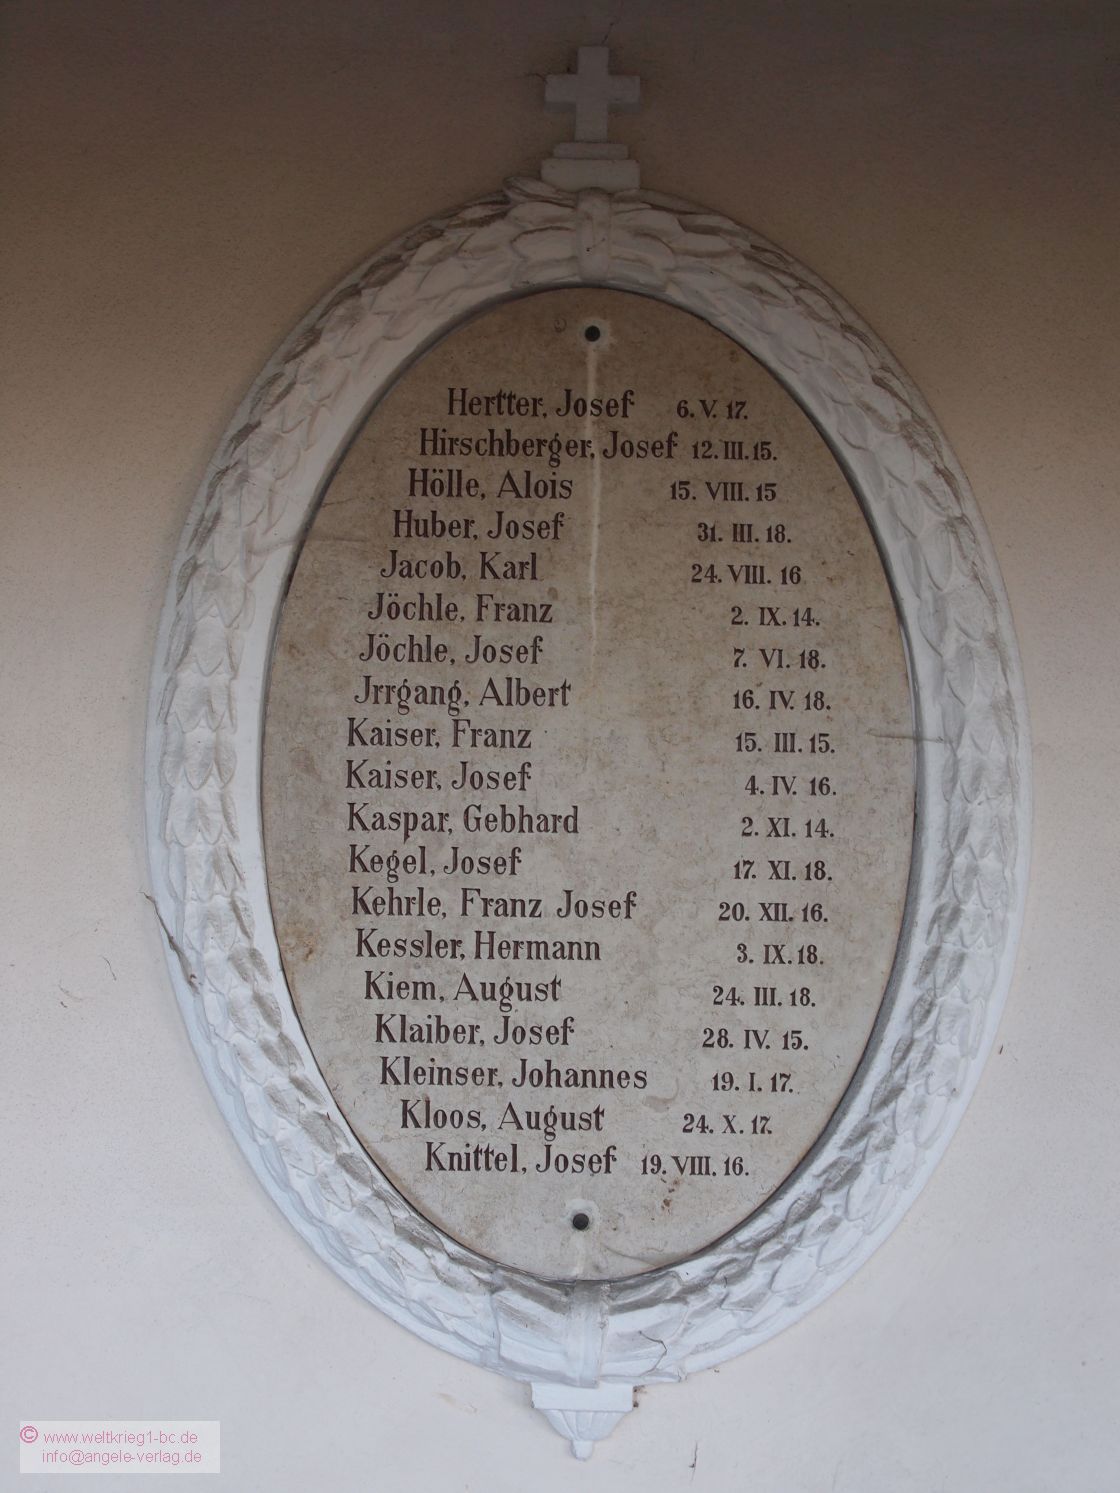 Hertter, Josef 6. V. 17.
Hirschberger, Josef 12. III. 15.
Hölle, Alois 15. VIII. 15
Huber, Josef 31. III. 18.
Jacob, Karl 24. VIII. 16
Jöchle, Franz 2. IX. 14.
Jöchle, Josef 7. VI. 18.
Jrrgang, Albert 16. IV. 18.
Kaiser, Franz 15. III. 15.
Kaiser, Josef 4. IV. 16.
Kaspar, Gebhard 2. XI. 14.
Kegel, Josef 17. XI. 18.
Kehrle, Franz Josef 20. XII. 16.
Kessler, Hermann 3. IX. 18.
Kiem, August 24. III. 18.
Klaiber, Josef 28. IV. 15.
Kleinser, Johannes 19. I. 17.
Kloos, August 24. X. 17.
Knittel, Josef 19. VIII. 16.
© www.weltkrieg1-bc.de
info@angele-verlag.de